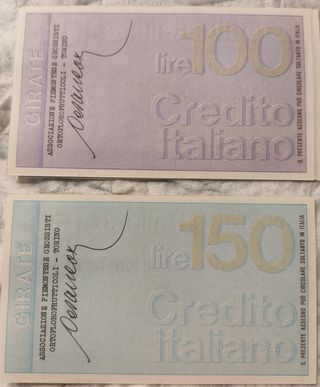 GIRATE
ASSOCIAZIONE PIEMONTESE GROSSISTI
ORTOFLOROFRUTTICOLI - TORINO
lire 100
Credito
Italiano
IL PRESENTE ASSEGNO PUÒ CIRCOLARE SOLTANTO IN ITALIA
GIRATE
ASSOCIAZIONE PIEMONTESE GROSSISTI
ORTOFLOROFRUTTICOLI - TORINO
lire 150
Credito
Italiano
IL PRESENTE ASSEGNO PUÒ CIRCOLARE SOLTANTO IN ITALIA